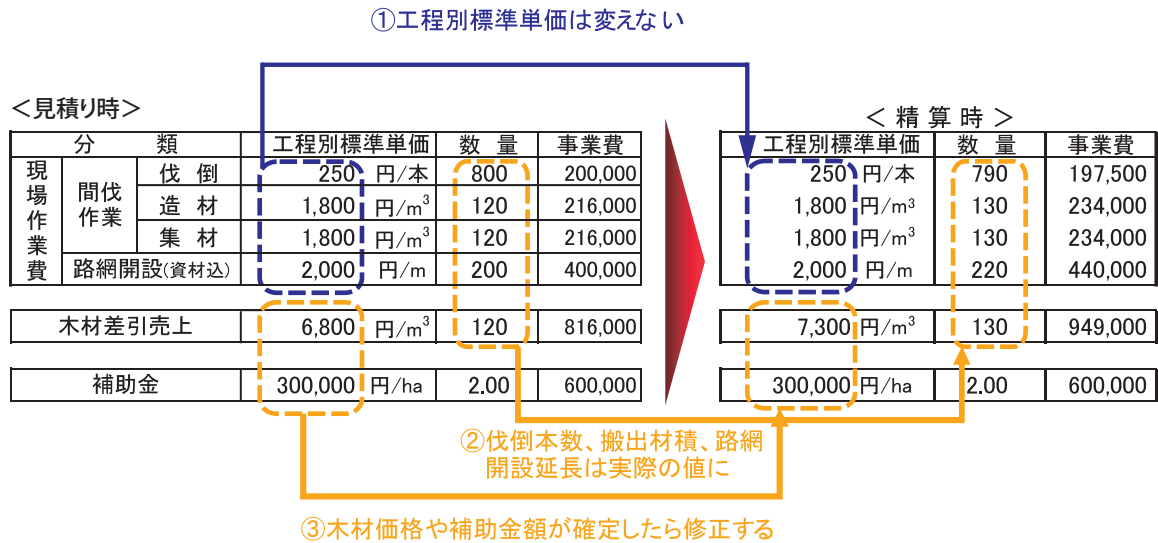 ①工程別標準単価は変えない
＜見積り時＞
分　類 工程別標準単価 数 量 事業費
現場作業費 間伐作業 伐 倒 250 円/本 800 200,000
造 材 1,800 円/m³ 120 216,000
集 材 1,800 円/m³ 120 216,000
路網開設(資材込) 2,000 円/m 200 400,000
木材差引売上 6,800 円/m³ 120 816,000
補助金 300,000 円/ha 2.00 600,000
＜ 精 算 時 ＞
工程別標準単価 数 量 事業費
250 円/本 790 197,500
1,800 円/m³ 130 234,000
1,800 円/m³ 130 234,000
2,000 円/m 220 440,000
7,300 円/m³ 130 949,000
300,000 円/ha 2.00 600,000
②伐倒本数、搬出材積、路網
開設延長は実際の値に
③木材価格や補助金額が確定したら修正する